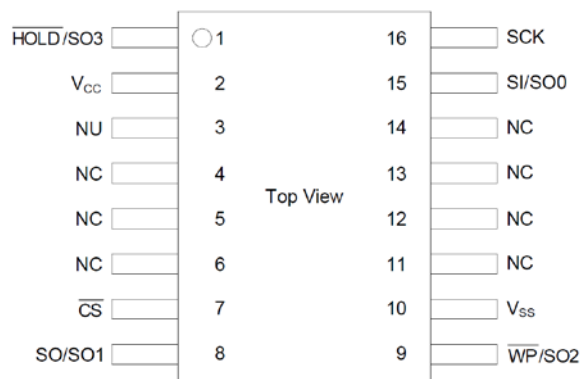 HOLD/SO3 1 16 SCK
VCC 2 15 SI/SO0
NU 3 14 NC
NC 4 13 NC
Top View
NC 5 12 NC
NC 6 11 NC
CS 7 10 VSS
SO/SO1 8 9 WP/SO2